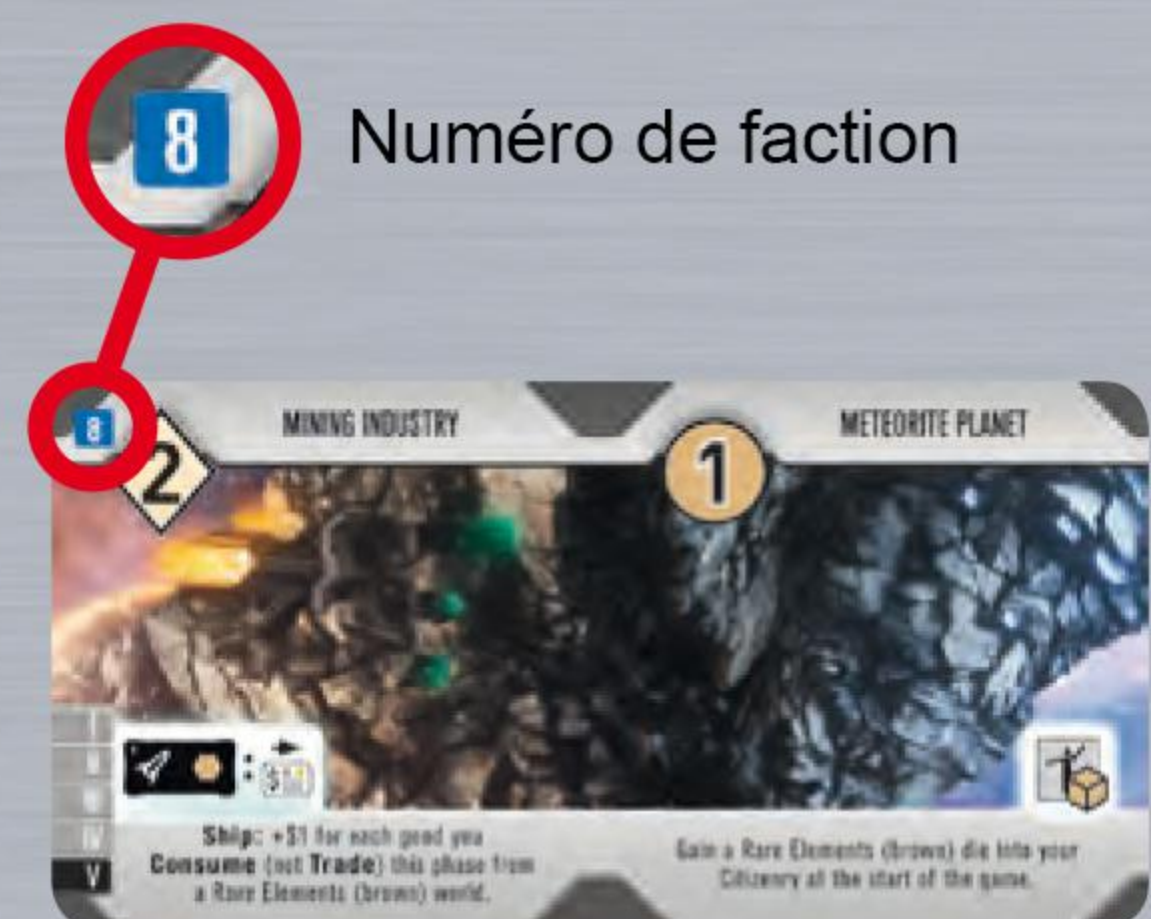 8
Numéro de faction
8
2
MINING INDUSTRY
1
METEORITE PLANET
I
II
III
IV
V
: $1
Ship: +$1 for each good you
Consume (not Trade) this phase from
a Rare Elements (brown) world.
Gain a Rare Elements (brown) die into your
Citizenry at the start of the game.